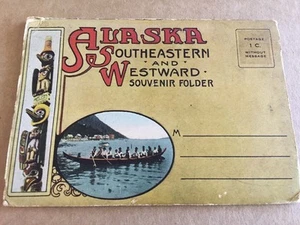 ALASKA
SOUTHEASTERN
AND
WESTWARD
SOUVENIR FOLDER
POSTAGE
1 C.
WITHOUT
MESSAGE
M